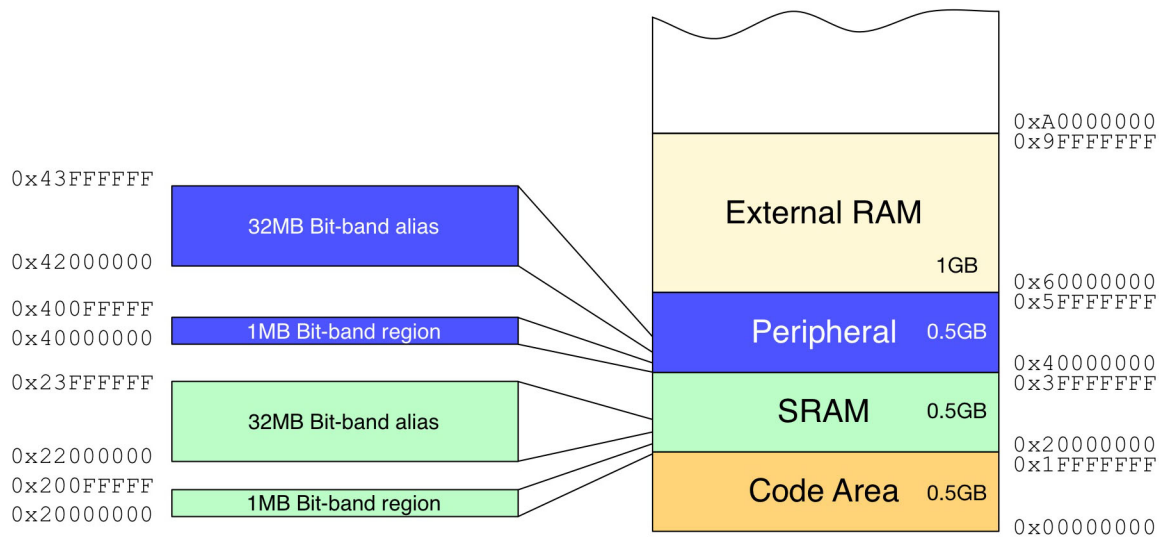 0xA0000000
0x9FFFFFFF
External RAM
1GB
0x60000000
0x5FFFFFFF
Peripheral 0.5GB
0x40000000
0x3FFFFFFF
SRAM 0.5GB
0x20000000
0x1FFFFFFF
Code Area 0.5GB
0x00000000
0x43FFFFFF
32MB Bit-band alias
0x42000000
0x400FFFFF
1MB Bit-band region
0x40000000
0x23FFFFFF
32MB Bit-band alias
0x22000000
0x200FFFFF
1MB Bit-band region
0x20000000